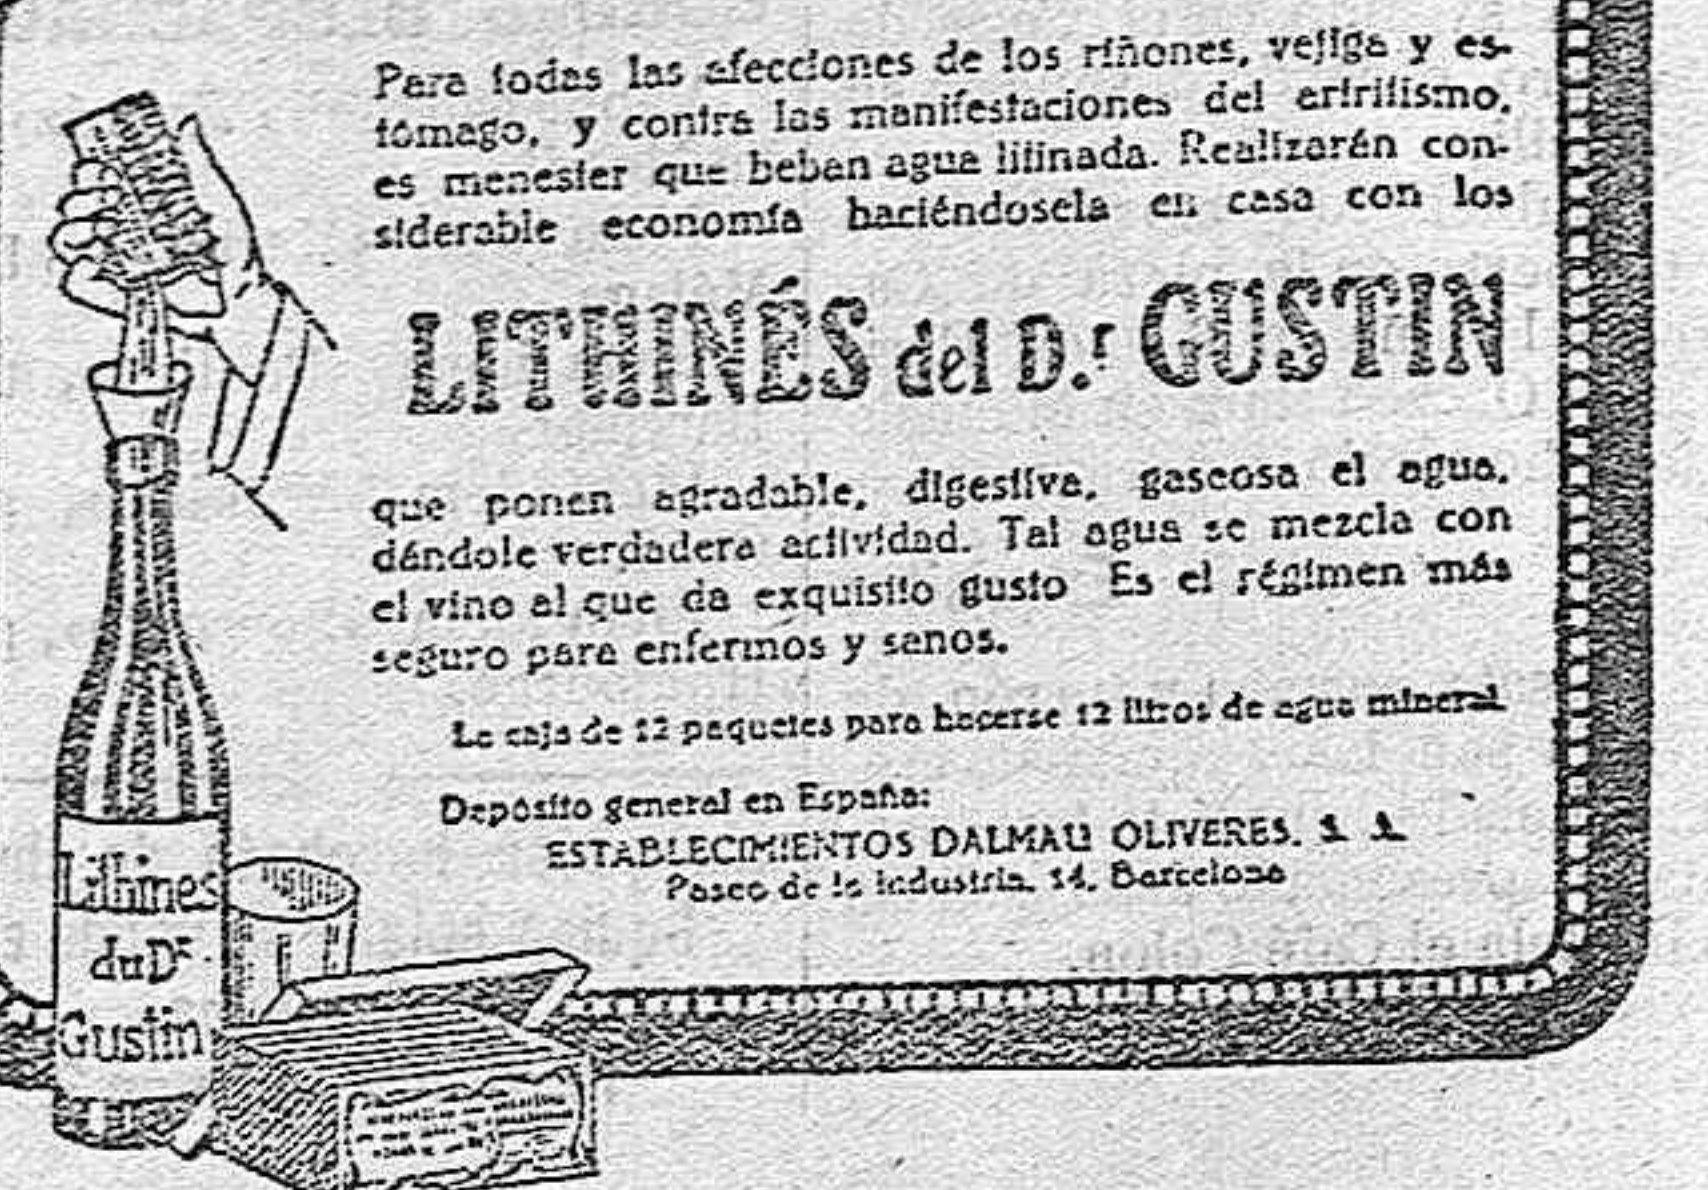 Para todas las afecciones de los riñones, vejiga y es-
tómago, y contra las manifestaciones del artritismo,
es menester que beban agua litinada. Realizarán con-
siderable economía haciéndosela en casa con los
LITHINÉS del D.r GUSTIN
que ponen agradable, digestiva, gaseosa el agua,
dándole verdadera actividad. Tal agua se mezcla con
el vino al que da exquisito gusto Es el régimen más
seguro para enfermos y sanos.
La caja de 12 paquetes para hacerse 12 litros de agua mineral.
Depósito general en España:
ESTABLECIMIENTOS DALMAU OLIVERES, S. A.
Paseo de la Industria, 14, Barcelona
Lithines
du Dr
Gustin